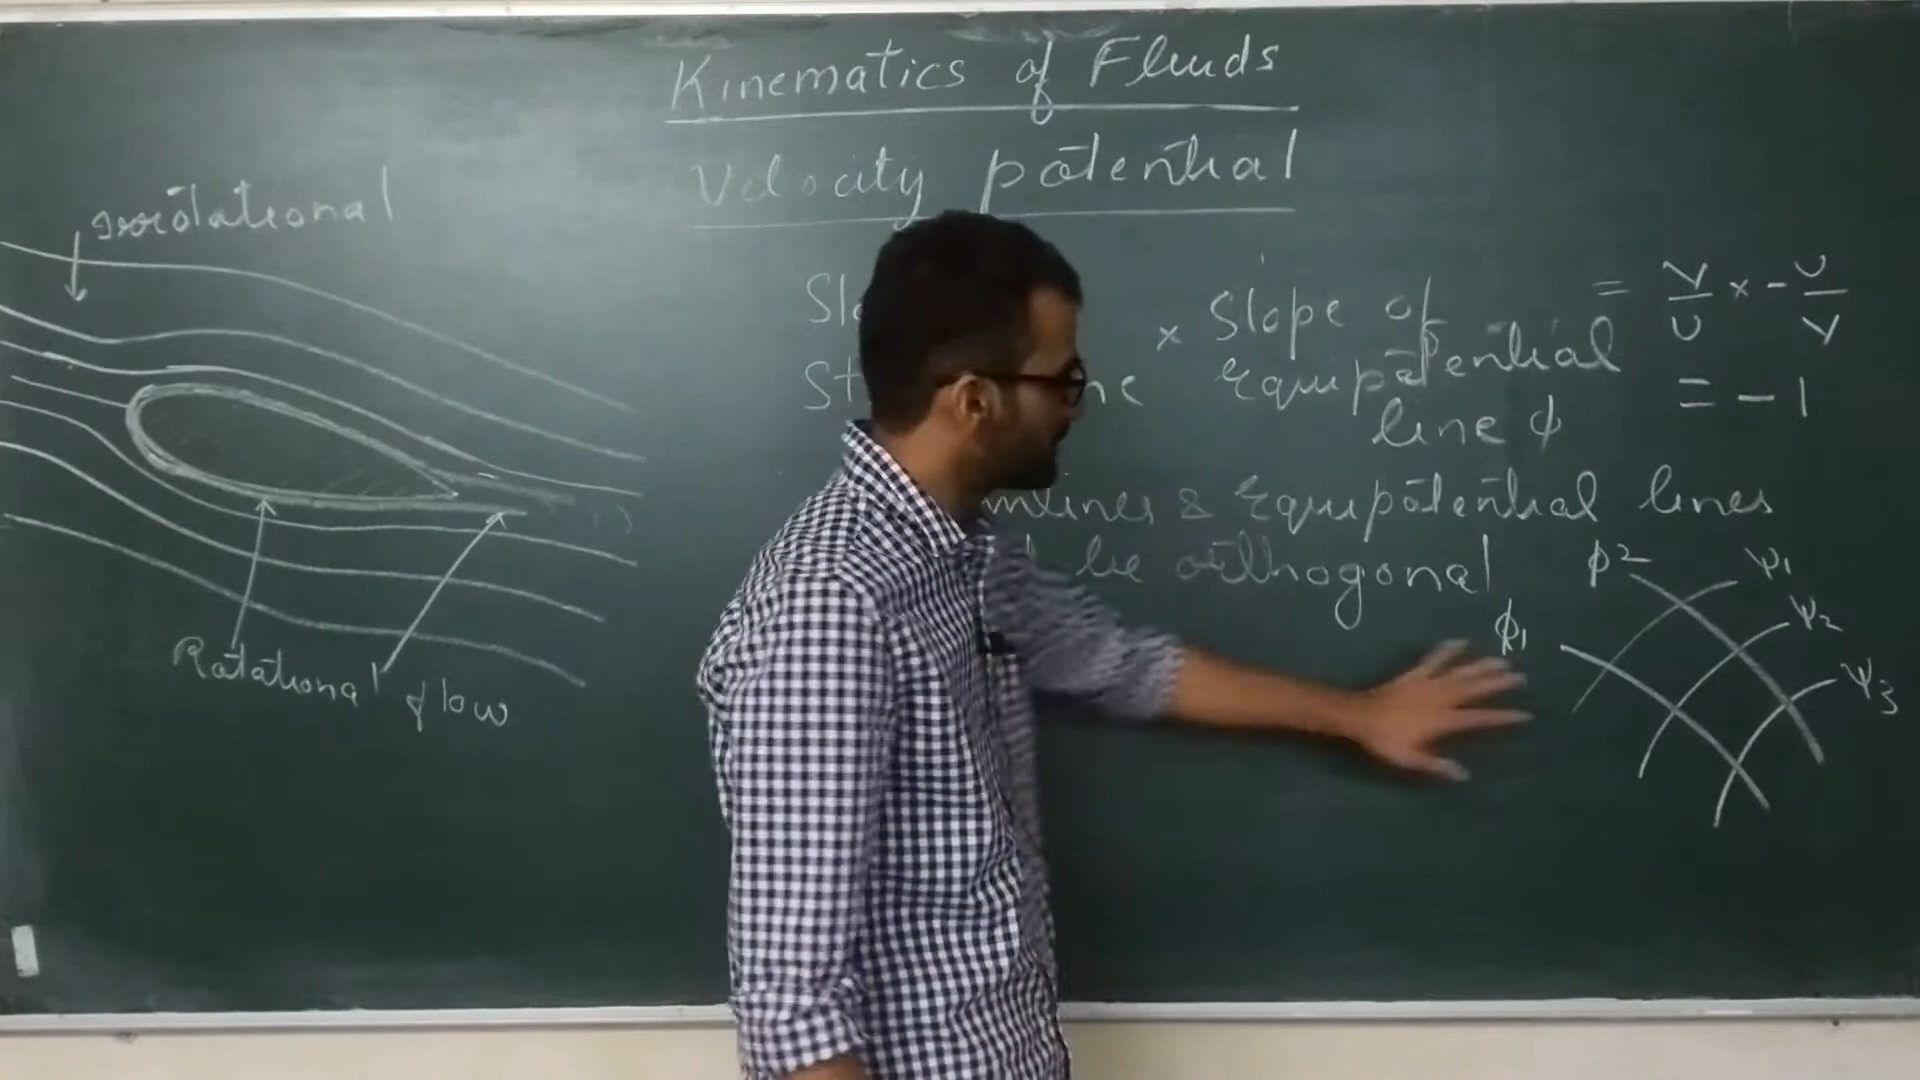 Kinematics of Fluids
Velocity potential
Irrotational
Rotational flow
× Slope of equipotential line ϕ = V/U × -U/V
= -1
& equipotential lines
be orthogonal
ϕ2 ψ1
ϕ1 ψ2
ψ3